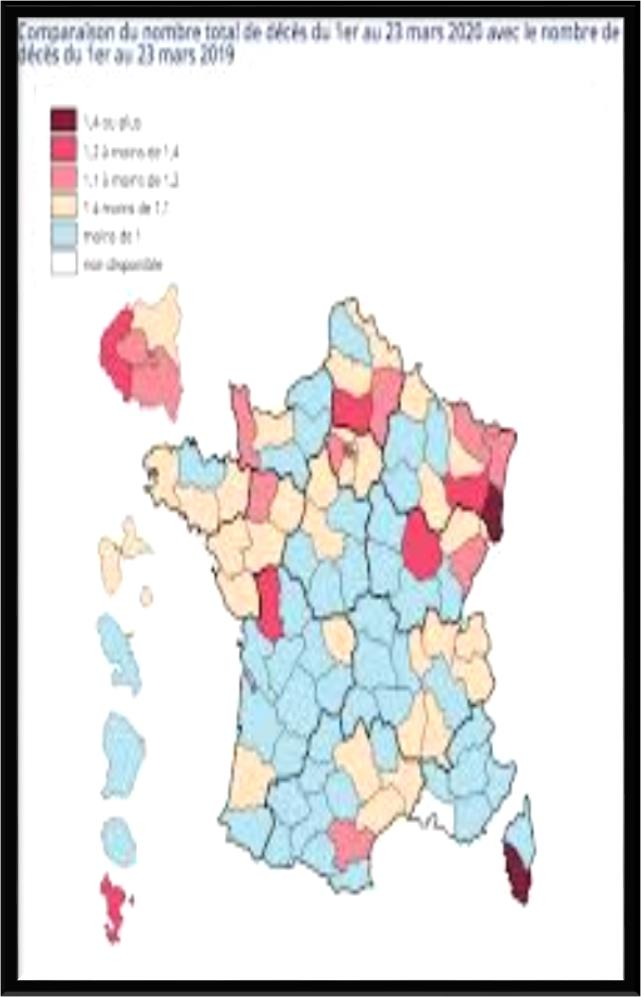 Comparaison du nombre total de décès du 1er au 23 mars 2020 avec le nombre de
décès du 1er au 23 mars 2019
1,4 ou plus
1,2 à moins de 1,4
1,1 à moins de 1,2
1 à moins de 1,1
moins de 1
non disponible